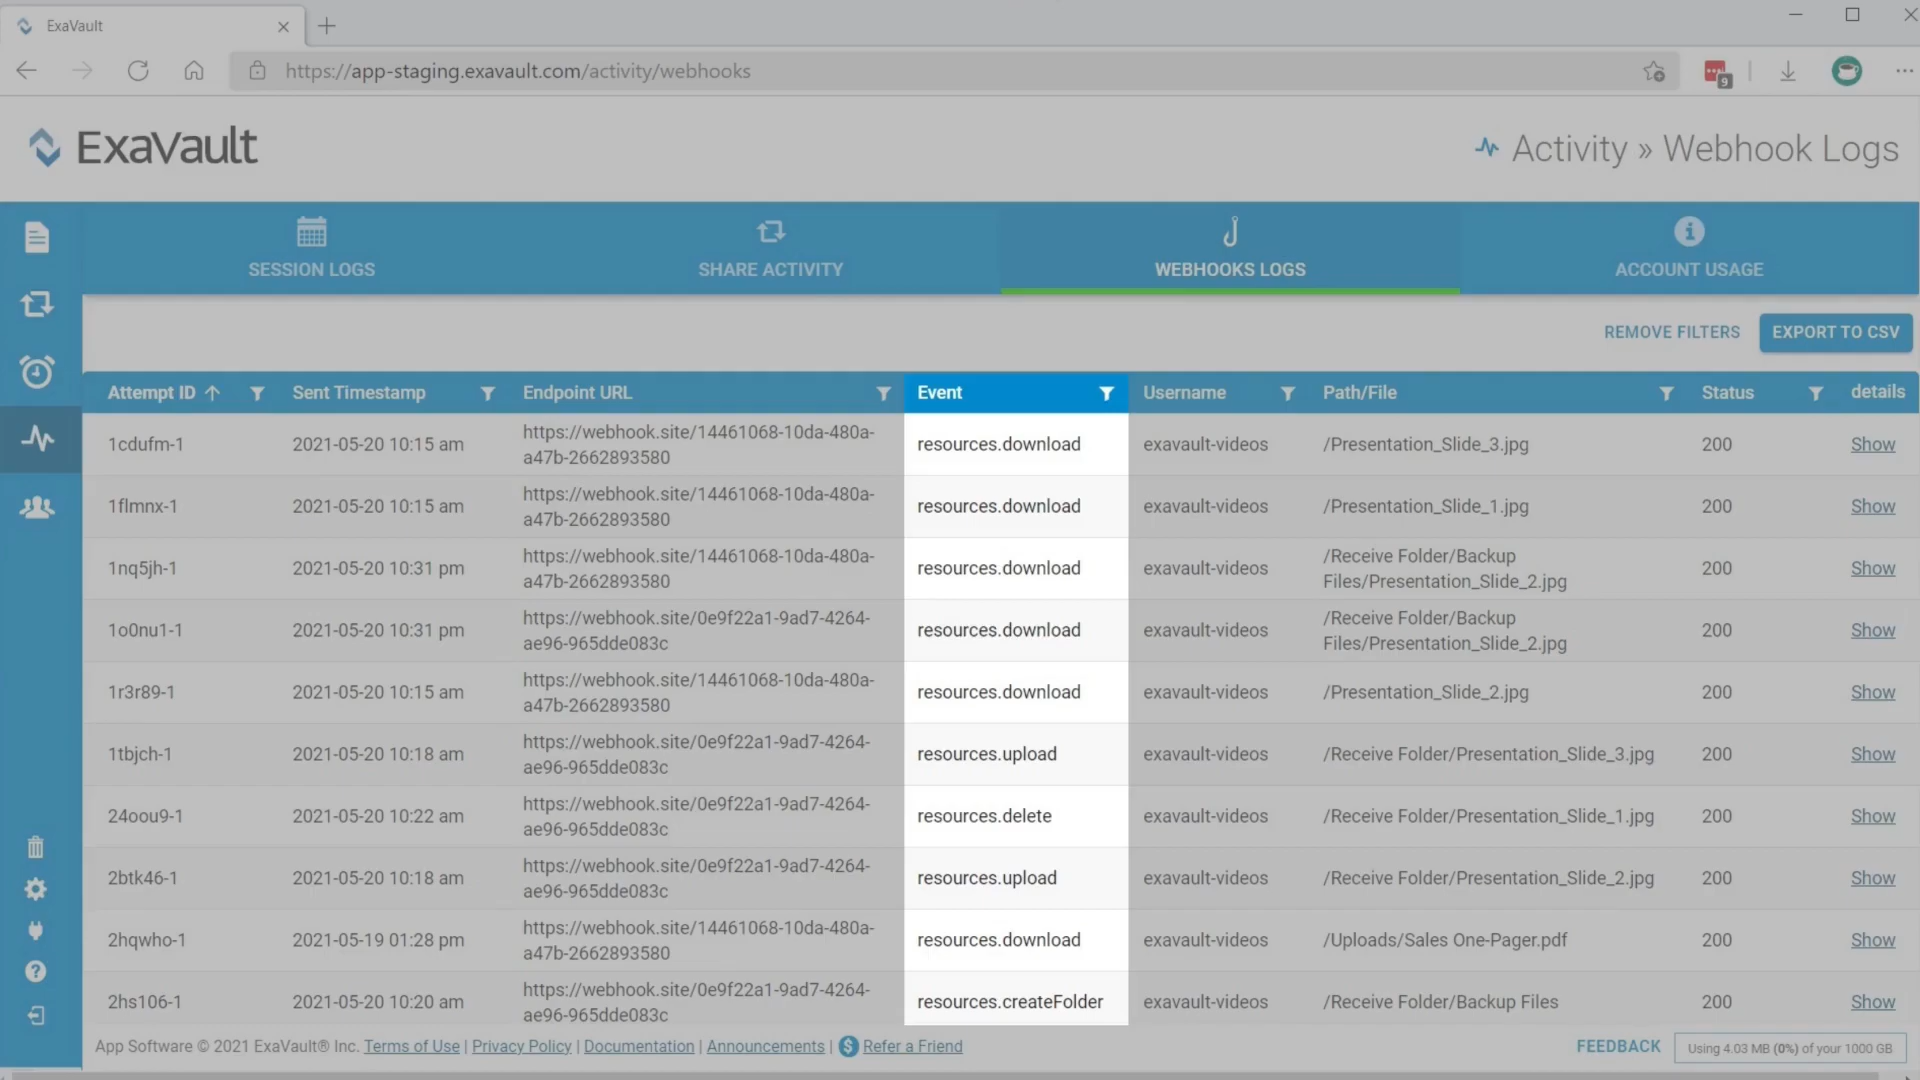 ExaVault
https://app-staging.exavault.com/activity/webhooks
9
ExaVault
Activity » Webhook Logs
SESSION LOGS
SHARE ACTIVITY
WEBHOOKS LOGS
ACCOUNT USAGE
REMOVE FILTERS
EXPORT TO CSV
Attempt ID Sent Timestamp Endpoint URL Event Username Path/File Status details
1cdufm-1 2021-05-20 10:15 am https://webhook.site/14461068-10da-480a- resources.download exavault-videos /Presentation_Slide_3.jpg 200 Show
a47b-2662893580
1flmnx-1 2021-05-20 10:15 am https://webhook.site/14461068-10da-480a- resources.download exavault-videos /Presentation_Slide_1.jpg 200 Show
a47b-2662893580
1nq5jh-1 2021-05-20 10:31 pm https://webhook.site/14461068-10da-480a- resources.download exavault-videos /Receive Folder/Backup 200 Show
a47b-2662893580 Files/Presentation_Slide_2.jpg
1o0nu1-1 2021-05-20 10:31 pm https://webhook.site/0e9f22a1-9ad7-4264- resources.download exavault-videos /Receive Folder/Backup 200 Show
ae96-965dde083c Files/Presentation_Slide_2.jpg
1r3r89-1 2021-05-20 10:15 am https://webhook.site/14461068-10da-480a- resources.download exavault-videos /Presentation_Slide_2.jpg 200 Show
a47b-2662893580
1tbjch-1 2021-05-20 10:18 am https://webhook.site/0e9f22a1-9ad7-4264- resources.upload exavault-videos /Receive Folder/Presentation_Slide_3.jpg 200 Show
ae96-965dde083c
24oou9-1 2021-05-20 10:22 am https://webhook.site/0e9f22a1-9ad7-4264- resources.delete exavault-videos /Receive Folder/Presentation_Slide_1.jpg 200 Show
ae96-965dde083c
2btk46-1 2021-05-20 10:18 am https://webhook.site/0e9f22a1-9ad7-4264- resources.upload exavault-videos /Receive Folder/Presentation_Slide_2.jpg 200 Show
ae96-965dde083c
2hqwho-1 2021-05-19 01:28 pm https://webhook.site/14461068-10da-480a- resources.download exavault-videos /Uploads/Sales One-Pager.pdf 200 Show
a47b-2662893580
2hs106-1 2021-05-20 10:20 am https://webhook.site/0e9f22a1-9ad7-4264- resources.createFolder exavault-videos /Receive Folder/Backup Files 200 Show
ae96-965dde083c
App Software © 2021 ExaVault® Inc. Terms of Use | Privacy Policy | Documentation | Announcements | $ Refer a Friend
FEEDBACK
Using 4.03 MB (0%) of your 1000 GB